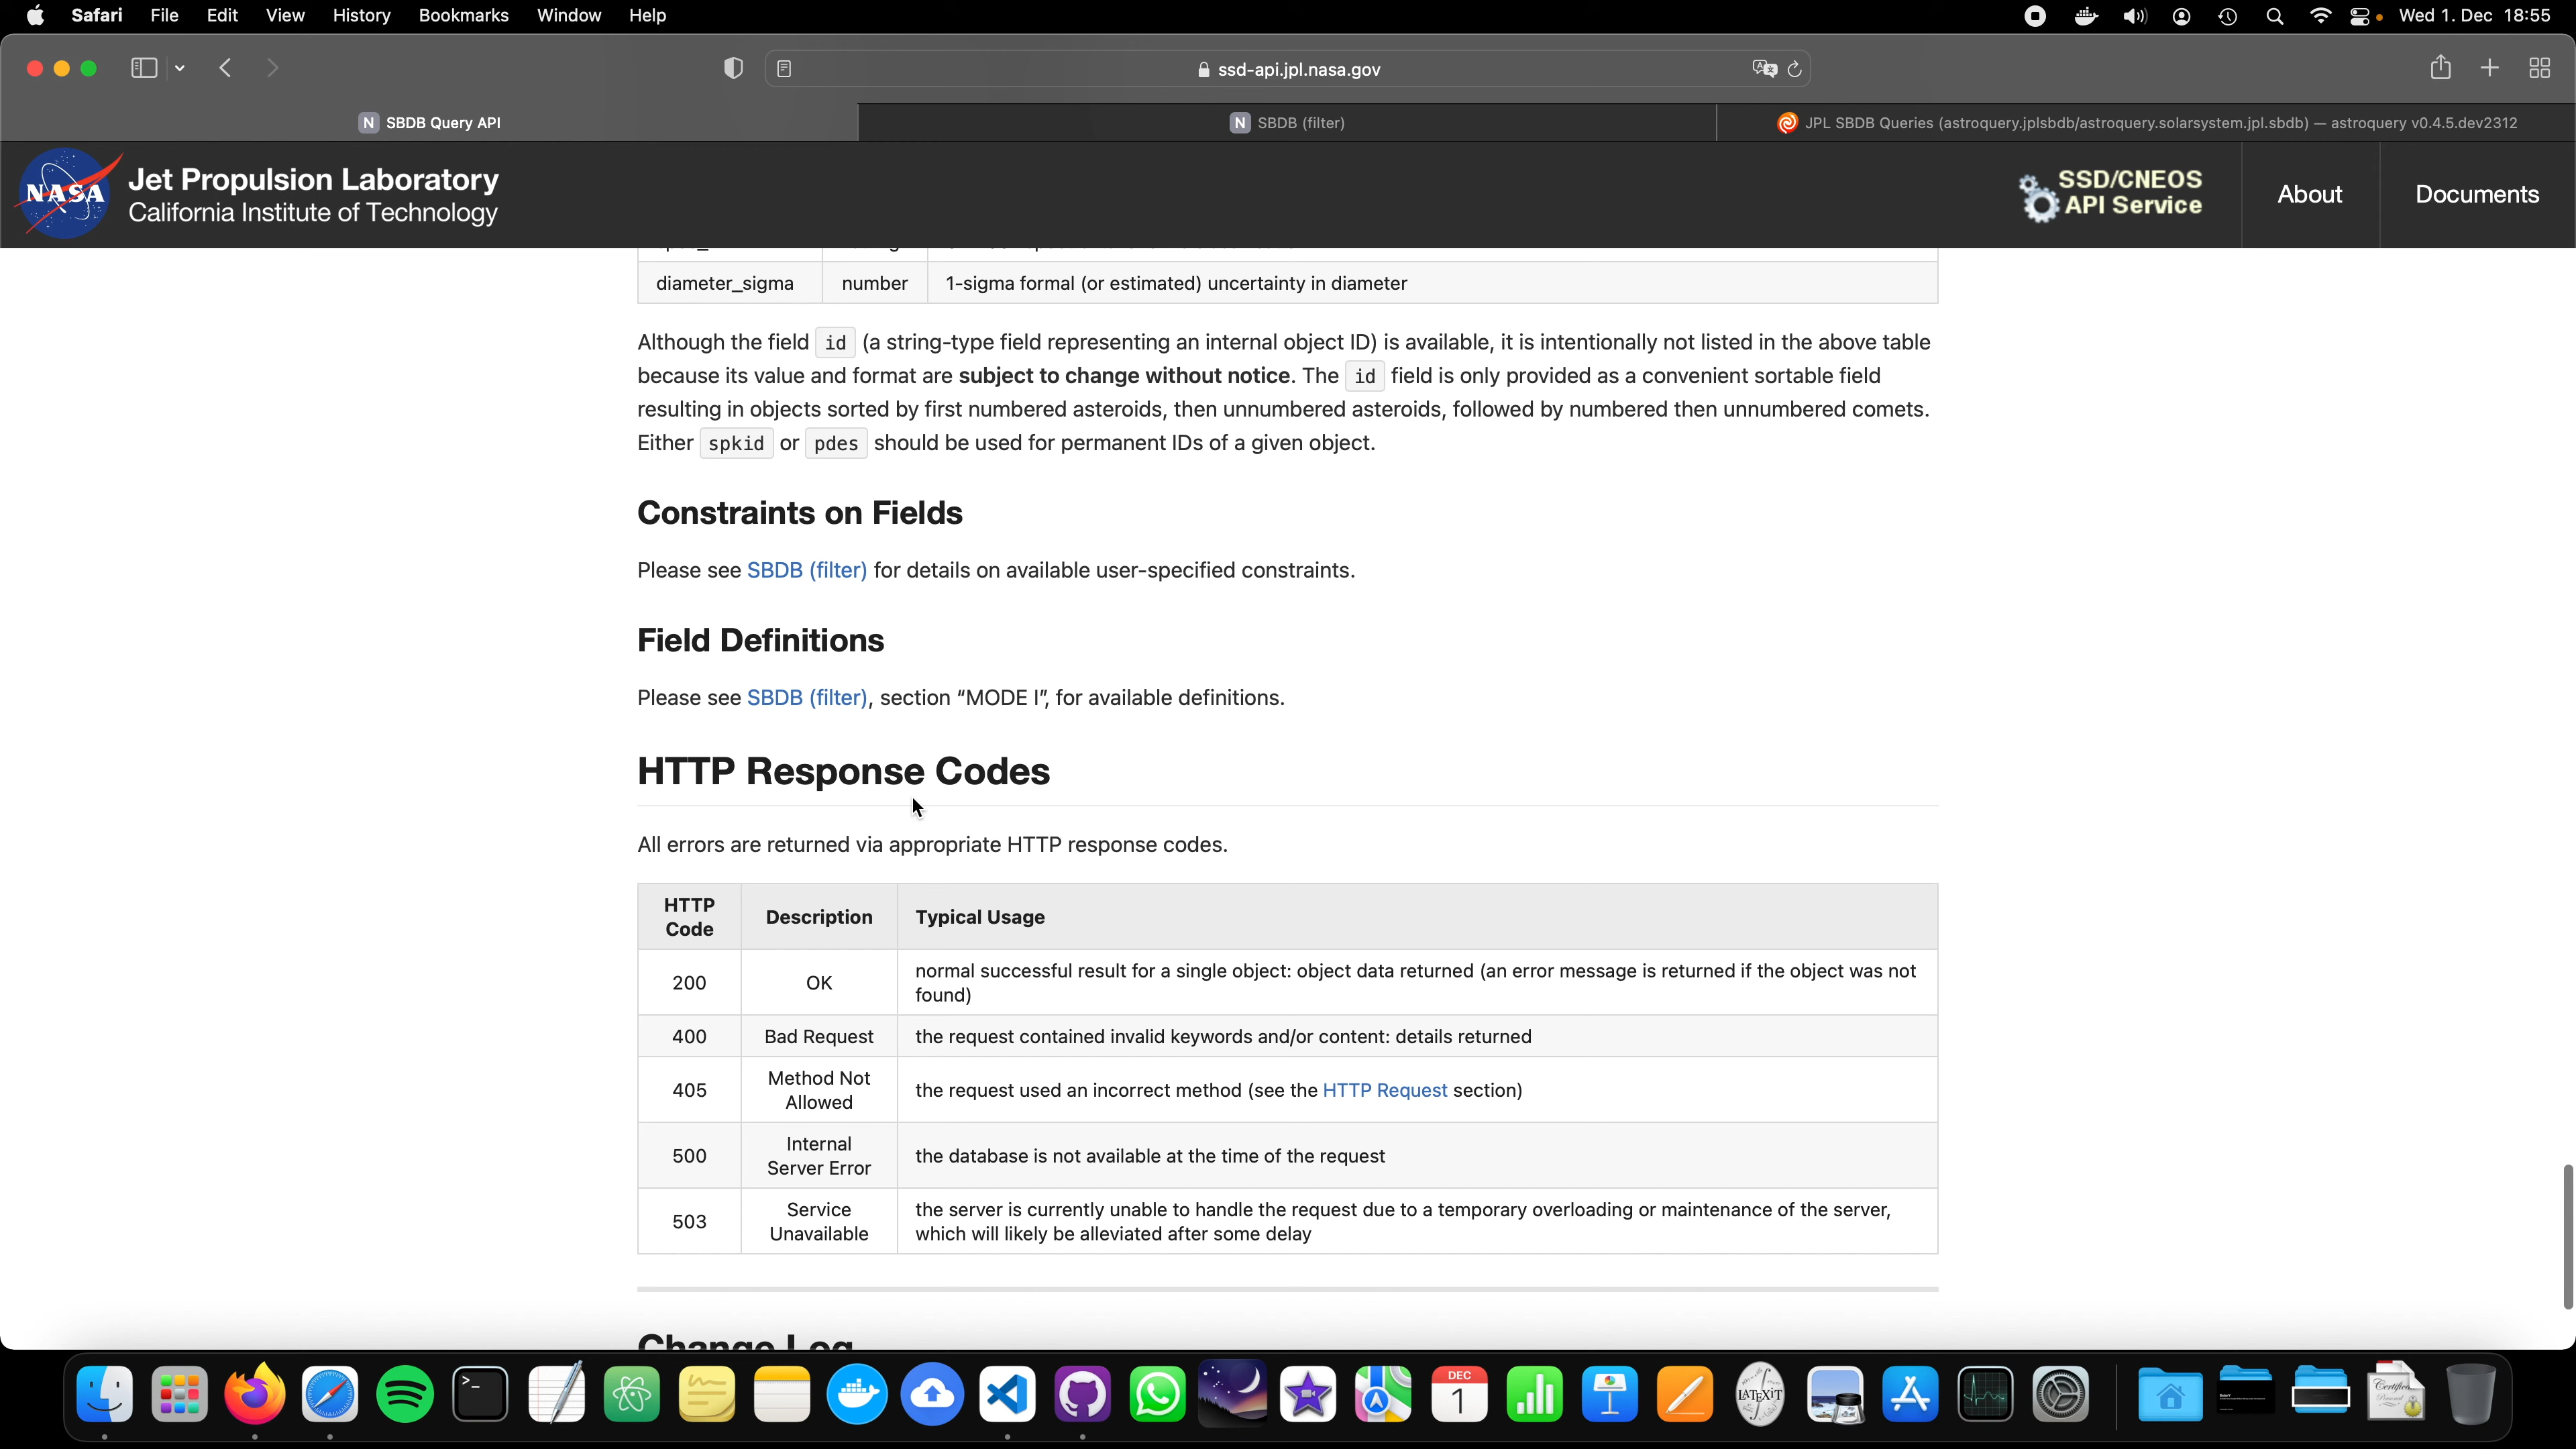 Safari File Edit View History Bookmarks Window Help Wed 1. Dec 18:55
ssd-api.jpl.nasa.gov
N SBDB Query API N SBDB (filter) JPL SBDB Queries (astroquery.jplsbdb/astroquery.solarsystem.jpl.sbdb) — astroquery v0.4.5.dev2312
NASA Jet Propulsion Laboratory
California Institute of Technology
SSD/CNEOS
API Service
About Documents
diameter_sigma number 1-sigma formal (or estimated) uncertainty in diameter
Although the field id (a string-type field representing an internal object ID) is available, it is intentionally not listed in the above table
because its value and format are subject to change without notice. The id field is only provided as a convenient sortable field
resulting in objects sorted by first numbered asteroids, then unnumbered asteroids, followed by numbered then unnumbered comets.
Either spkid or pdes should be used for permanent IDs of a given object.
Constraints on Fields
Please see SBDB (filter) for details on available user-specified constraints.
Field Definitions
Please see SBDB (filter), section “MODE I”, for available definitions.
HTTP Response Codes
All errors are returned via appropriate HTTP response codes.
HTTP
Code
Description Typical Usage
200 OK normal successful result for a single object: object data returned (an error message is returned if the object was not
found)
400 Bad Request the request contained invalid keywords and/or content: details returned
405 Method Not
Allowed
the request used an incorrect method (see the HTTP Request section)
500 Internal
Server Error
the database is not available at the time of the request
503 Service
Unavailable
the server is currently unable to handle the request due to a temporary overloading or maintenance of the server,
which will likely be alleviated after some delay
Change Log
DEC
1
LATEXiT